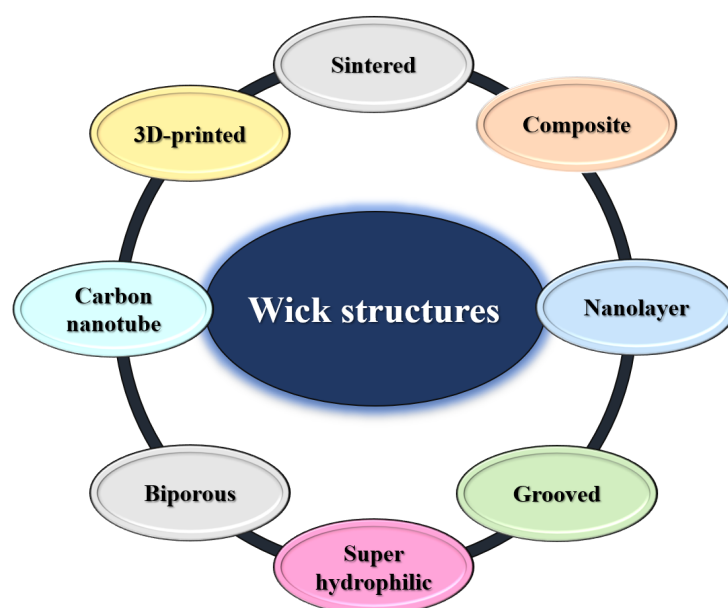 Sintered
Composite
3D-printed
Carbon
nanotube
Wick structures
Nanolayer
Biporous
Grooved
Super
hydrophilic